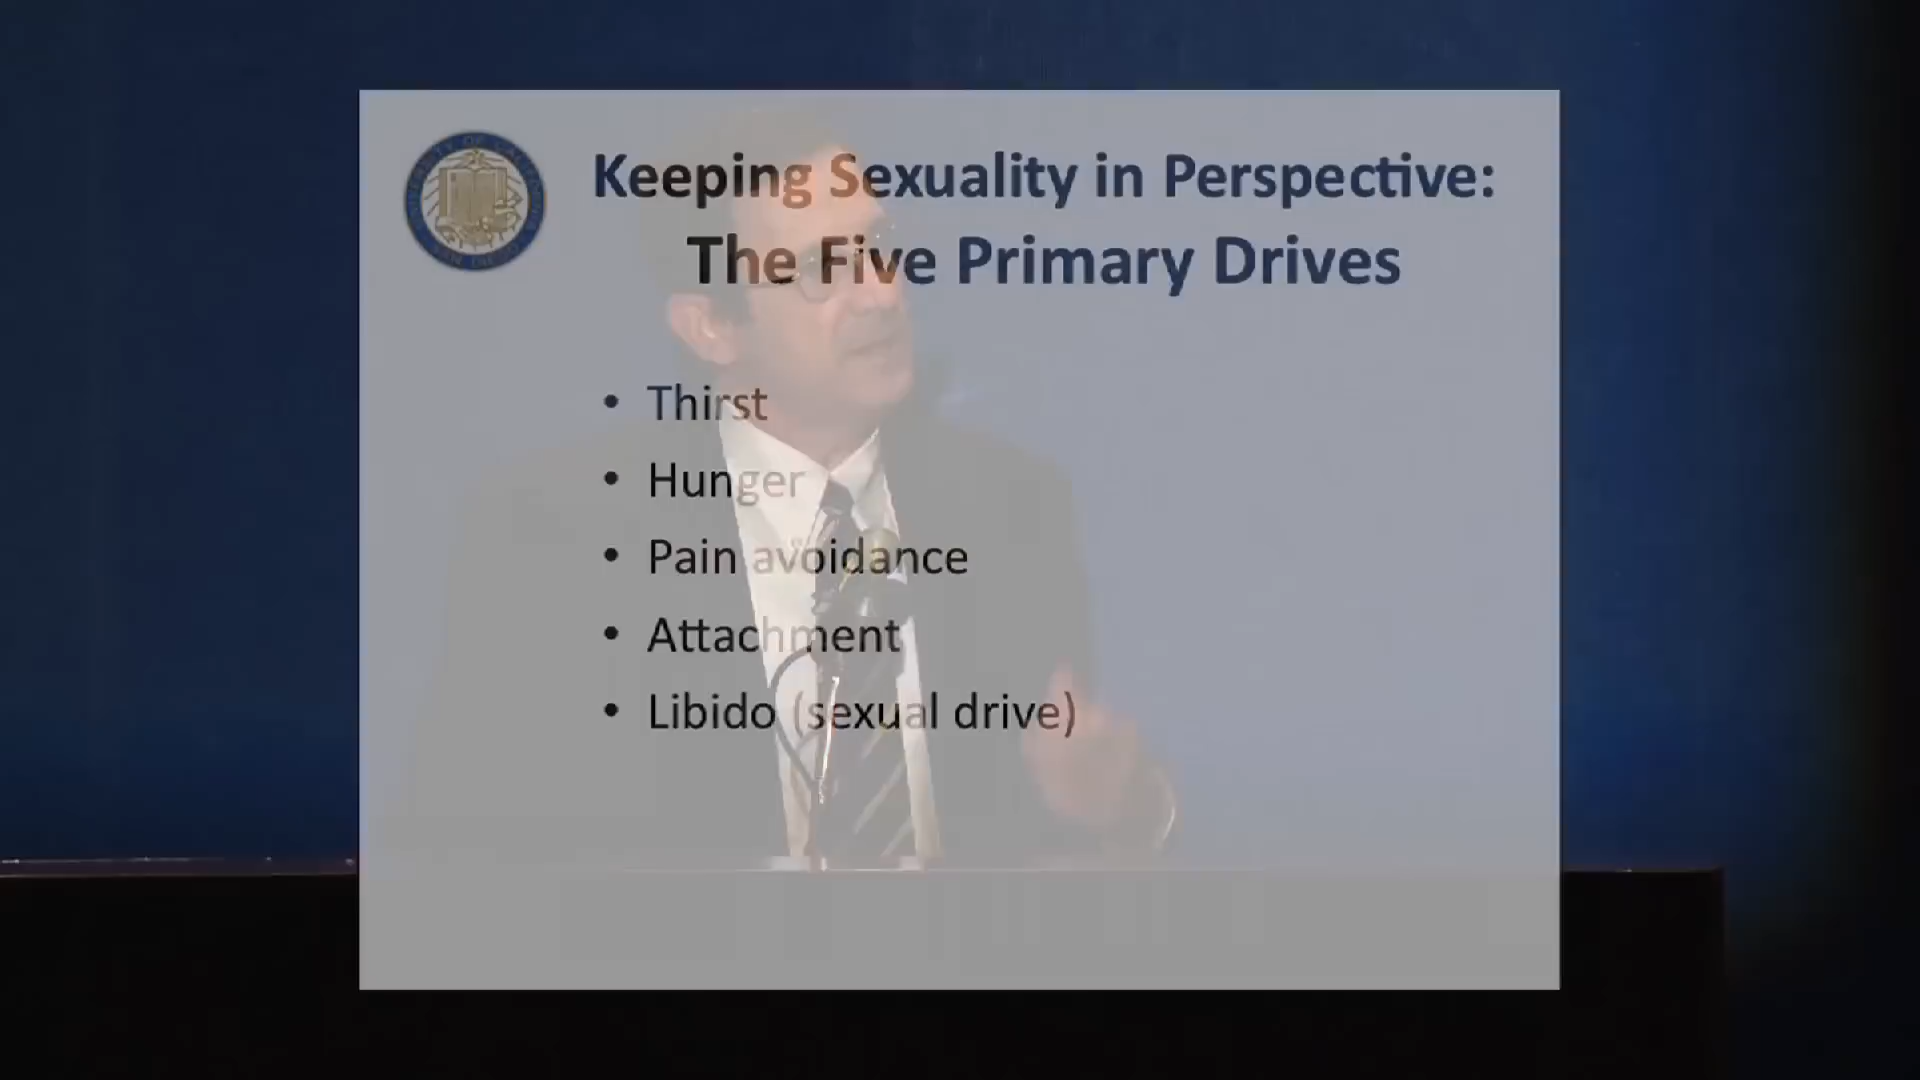 Keeping Sexuality in Perspective:
The Five Primary Drives
• Thirst
• Hunger
• Pain avoidance
• Attachment
• Libido (sexual drive)